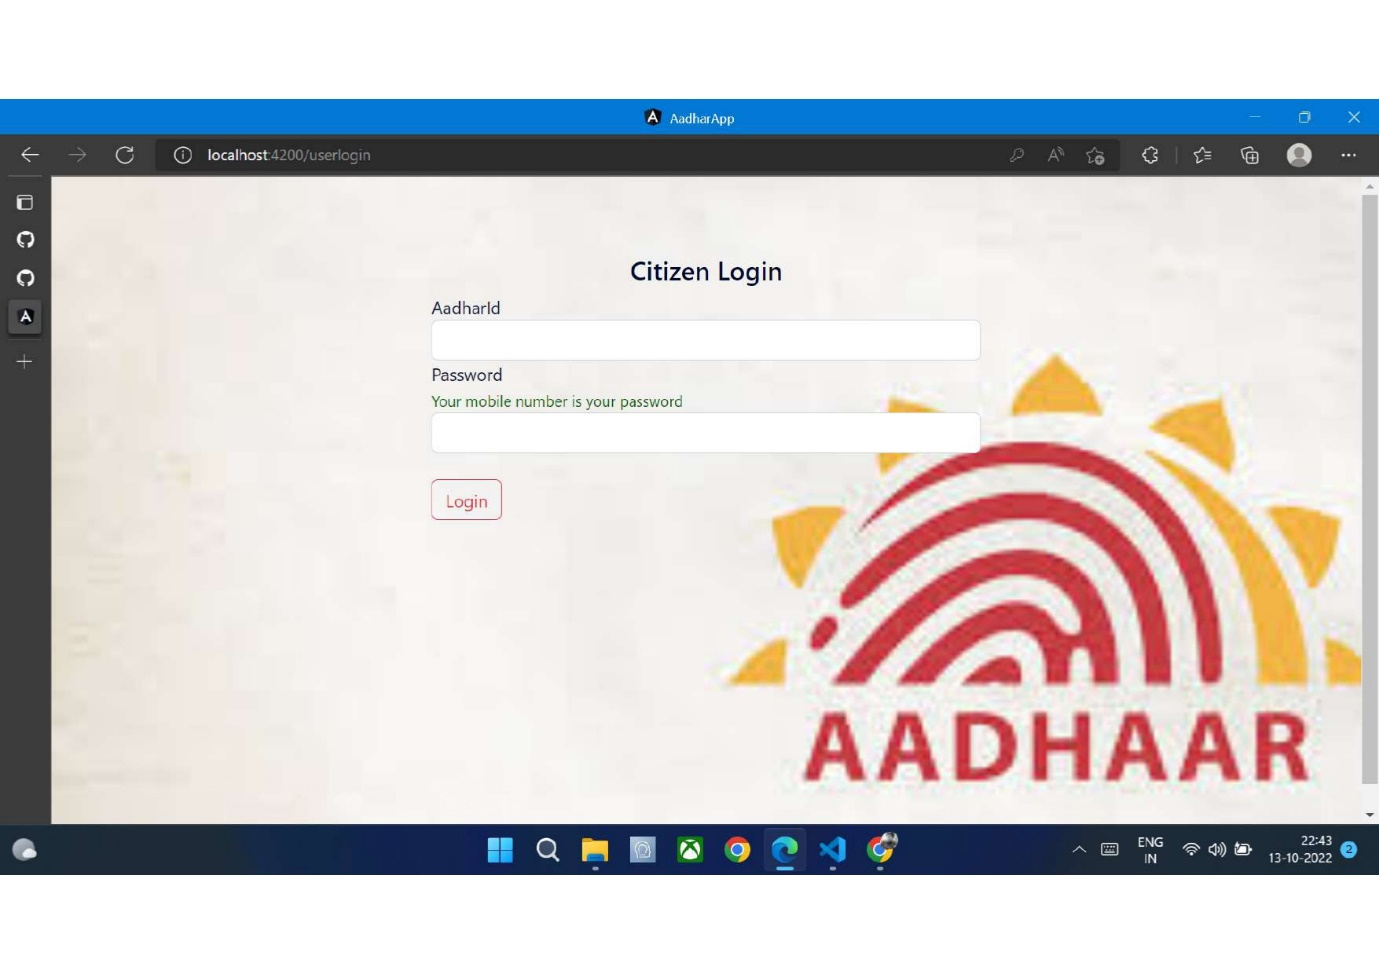 AadharApp
localhost:4200/userlogin
Citizen Login
AadharId
Password
Your mobile number is your password
Login
AADHAAR
ENG
IN
22:43
13-10-2022
2